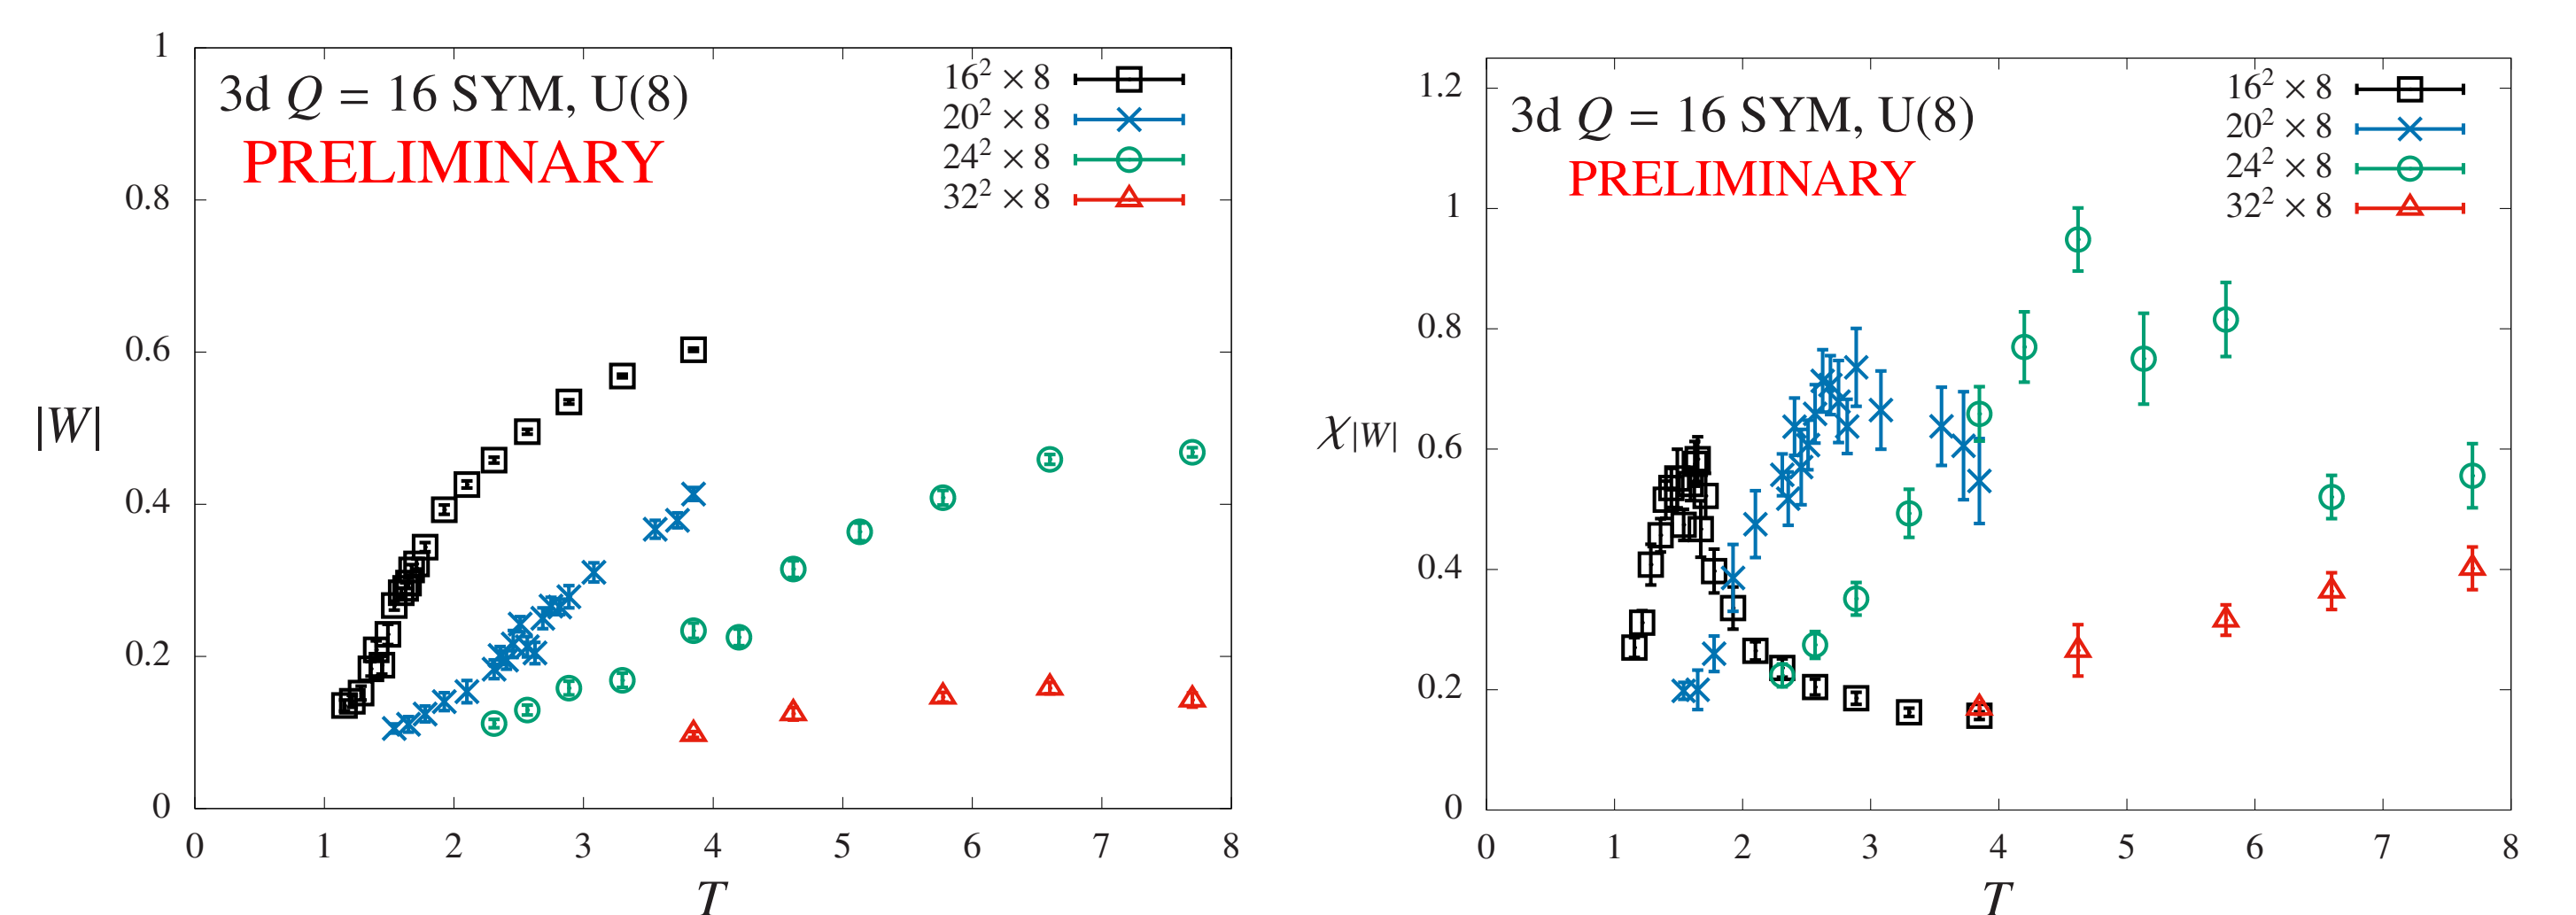 1
0.8
0.6
0.4
0.2
0
|W|
3d Q = 16 SYM, U(8)
PRELIMINARY
16² × 8
20² × 8
24² × 8
32² × 8
0 1 2 3 4 5 6 7 8
T
1.2
1
0.8
0.6
0.4
0.2
0
χ|W|
3d Q = 16 SYM, U(8)
PRELIMINARY
16² × 8
20² × 8
24² × 8
32² × 8
0 1 2 3 4 5 6 7 8
T